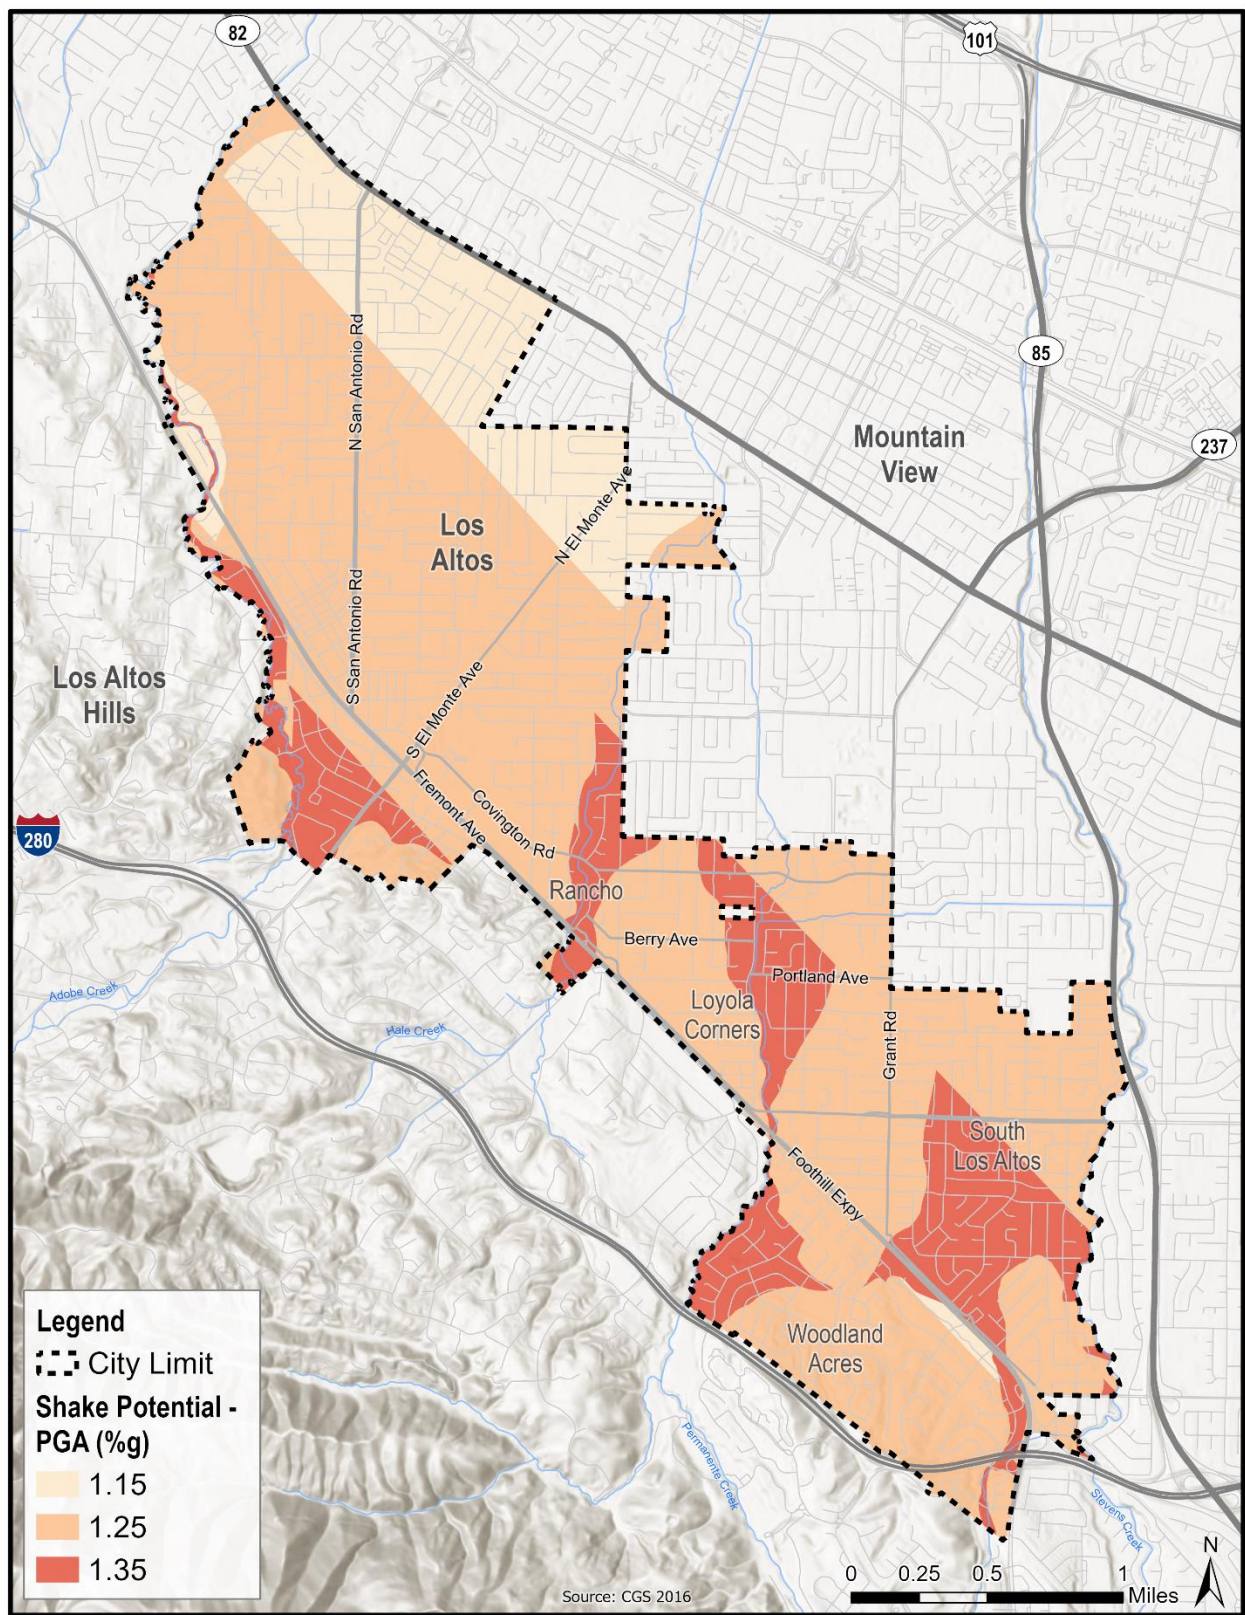 82
101
85
237
Mountain
View
N San Antonio Rd
Los
Altos
N El Monte Ave
S San Antonio Rd
Los Altos
Hills
S El Monte Ave
Fremont Ave
Covington Rd
280
Rancho
Berry Ave
Portland Ave
Adobe Creek
Loyola
Corners
Hale Creek
Grant Rd
South
Los Altos
Foothill Expy
Woodland
Acres
Permanente Creek
Stevens Creek
Legend
City Limit
Shake Potential -
PGA (%g)
1.15
1.25
1.35
Source: CGS 2016
0 0.25 0.5 1
Miles
N